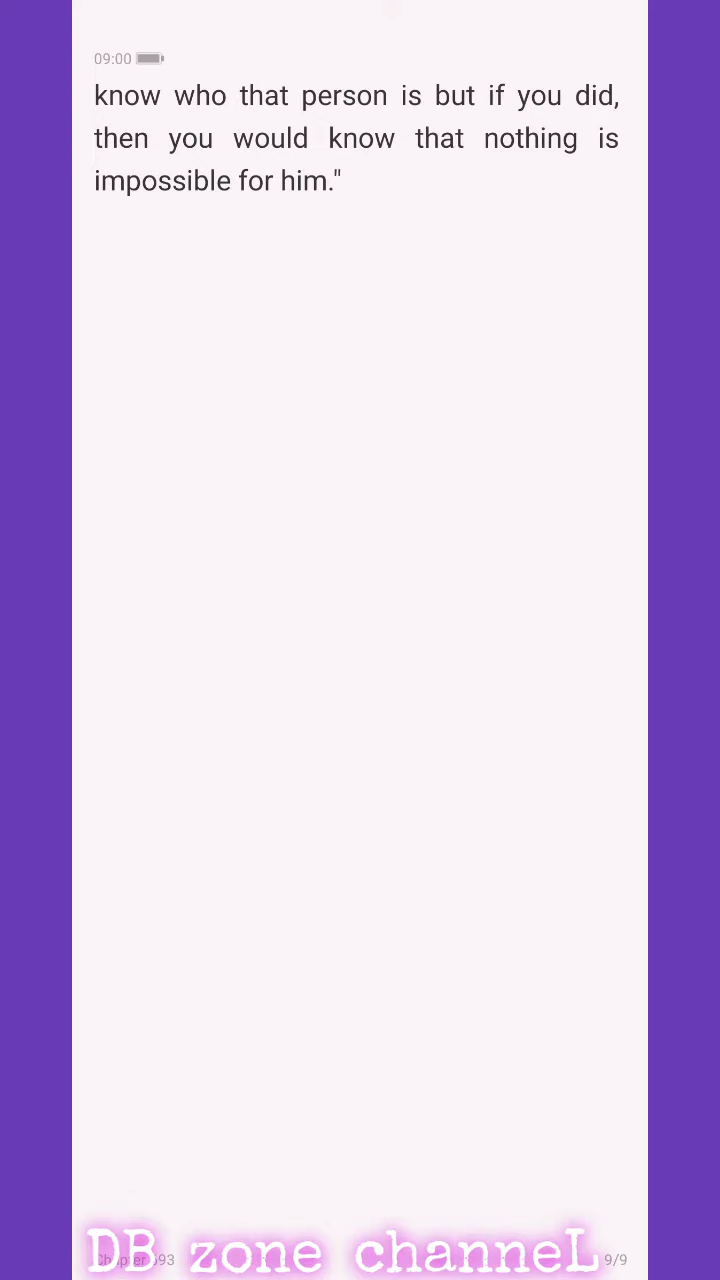 09:00
know who that person is but if you did,
then you would know that nothing is
impossible for him."
DB zone channeL
9/9